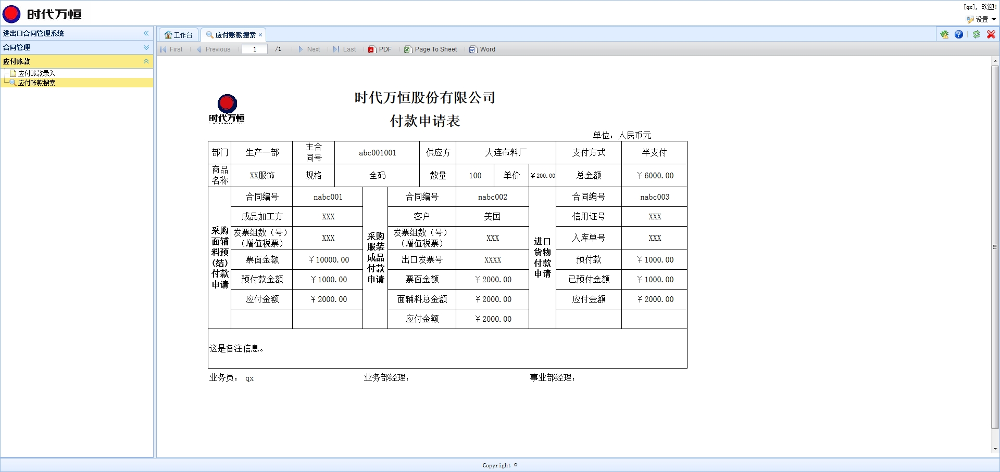 时代万恒
[qx], 欢迎!
设置
进出口合同管理系统
合同管理
应付账款
应付账款录入
应付账款搜索
工作台
应付账款搜索
First
Previous
1
/1
Next
Last
PDF
Page To Sheet
Word
时代万恒
时代万恒股份有限公司
付款申请表
单位：人民币元
部门 生产一部 主合 abc001001 供应方 大连布料厂 支付方式 半支付
同号
商品 XX服饰 规格 全码 数量 100 单价 ￥200.00 总金额 ￥6000.00
名称
采购
面辅
料预
(结)
付款
申请
合同编号 nabc001
成品加工方 XXX
发票组数（号） XXX
（增值税票）
票面金额 ￥10000.00
预付款金额 ￥1000.00
应付金额 ￥2000.00
采购
服装
成品
付款
申请
合同编号 nabc002
客户 美国
发票组数（号） XXX
（增值税票）
出口发票号 XXXX
票面金额 ￥2000.00
面辅料总金额 ￥2000.00
应付金额 ￥2000.00
进口
货物
付款
申请
合同编号 nabc003
信用证号 XXX
入库单号 XXX
预付款 ￥1000.00
已预付金额 ￥1000.00
应付金额 ￥2000.00
这是备注信息。
业务员： qx 业务部经理： 事业部经理：
Copyright ©